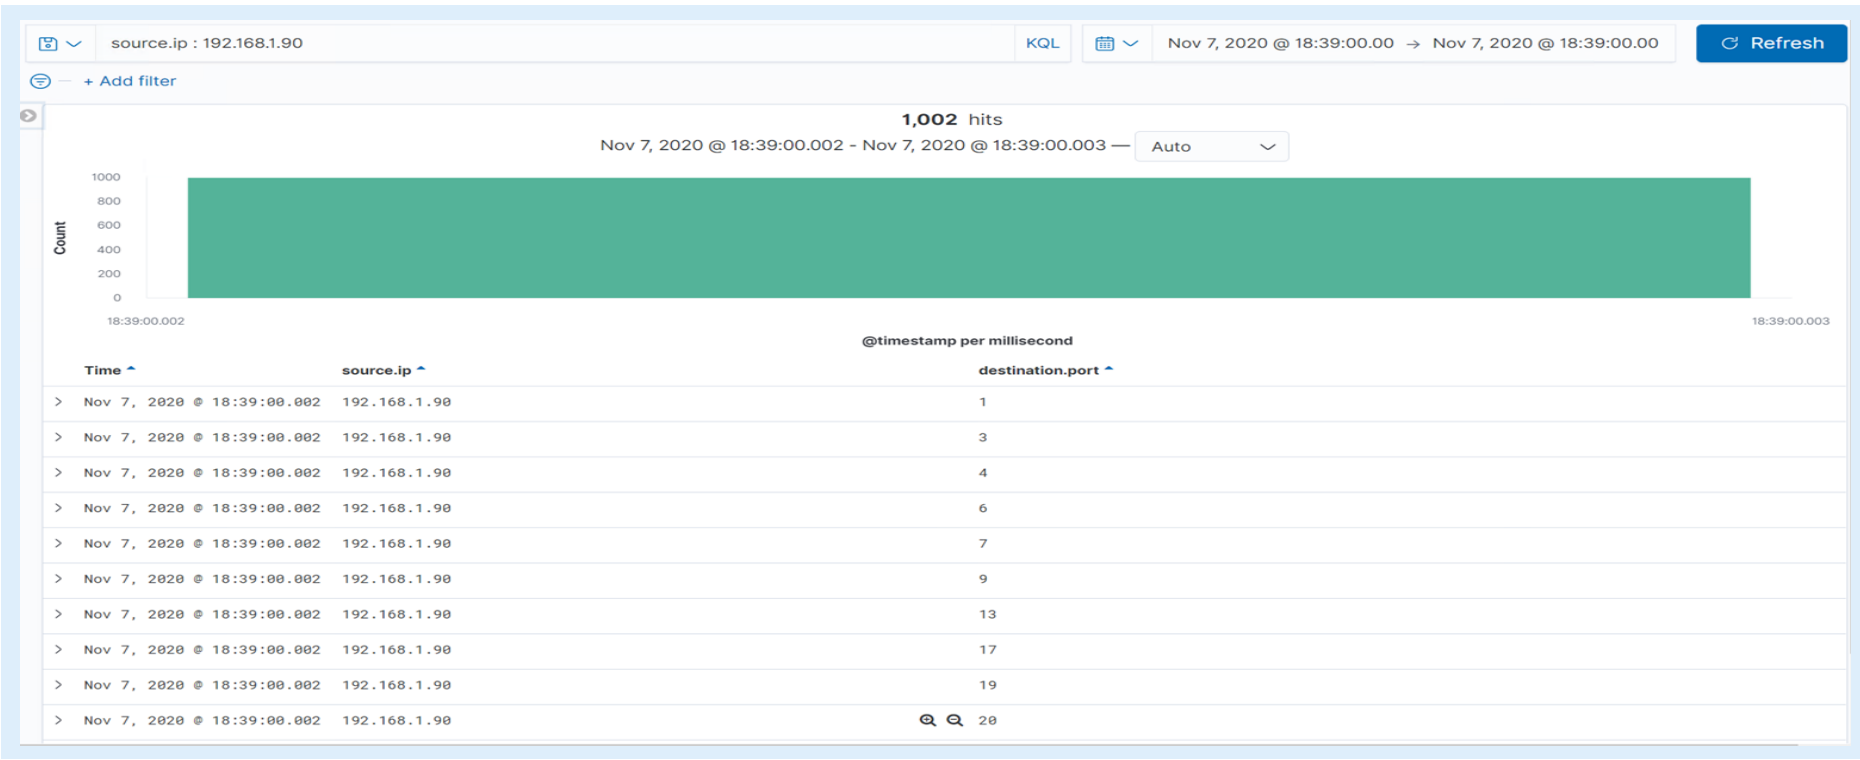 source.ip : 192.168.1.90 KQL Nov 7, 2020 @ 18:39:00.00 → Nov 7, 2020 @ 18:39:00.00 Refresh
+ Add filter
1,002 hits
Nov 7, 2020 @ 18:39:00.002 - Nov 7, 2020 @ 18:39:00.003 — Auto
1000
800
600
400
200
0
Count
18:39:00.002 18:39:00.003
@timestamp per millisecond
Time source.ip destination.port
Nov 7, 2020 @ 18:39:00.002 192.168.1.90 1
Nov 7, 2020 @ 18:39:00.002 192.168.1.90 3
Nov 7, 2020 @ 18:39:00.002 192.168.1.90 4
Nov 7, 2020 @ 18:39:00.002 192.168.1.90 6
Nov 7, 2020 @ 18:39:00.002 192.168.1.90 7
Nov 7, 2020 @ 18:39:00.002 192.168.1.90 9
Nov 7, 2020 @ 18:39:00.002 192.168.1.90 13
Nov 7, 2020 @ 18:39:00.002 192.168.1.90 17
Nov 7, 2020 @ 18:39:00.002 192.168.1.90 19
Nov 7, 2020 @ 18:39:00.002 192.168.1.90 20